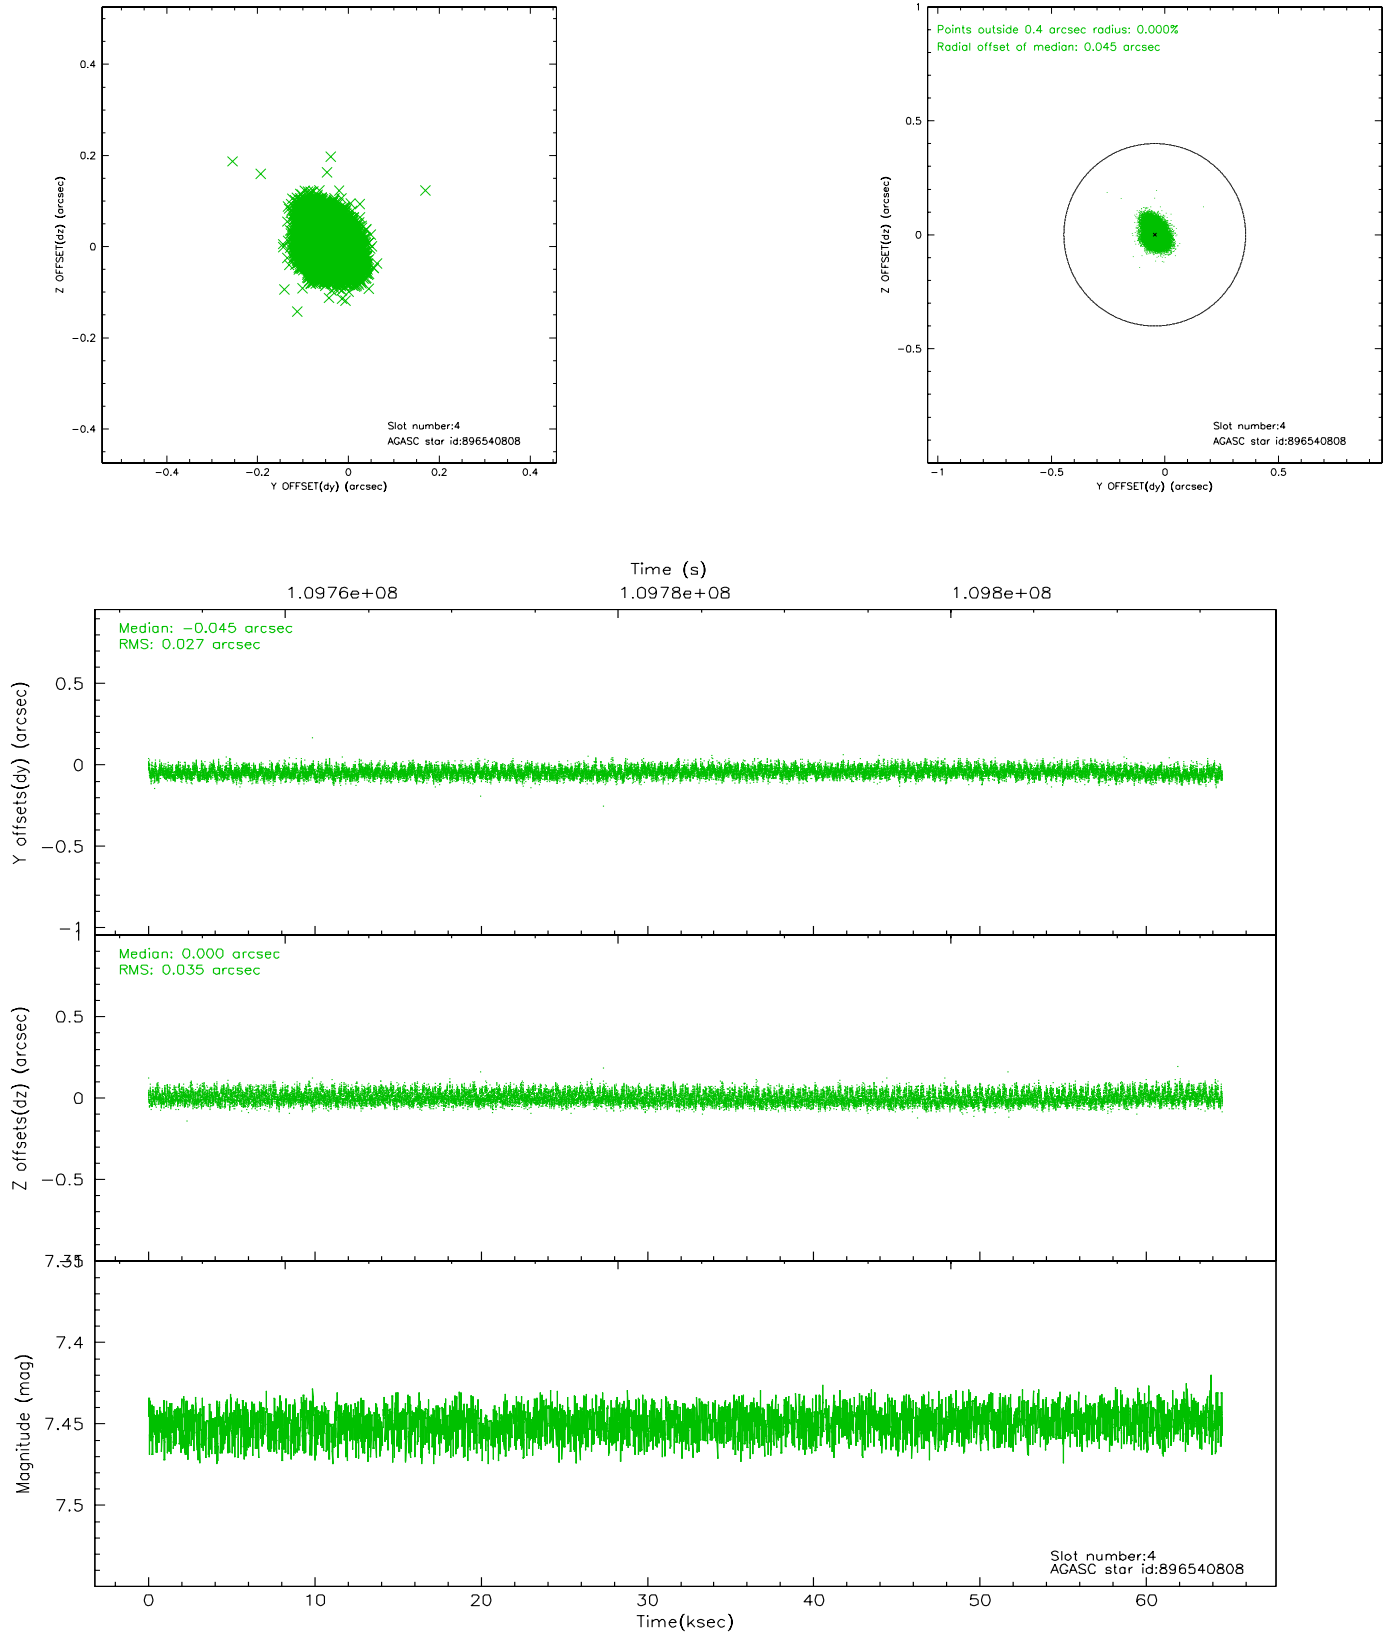 0.4
0.2
0
−0.2
−0.4
Z OFFSET(dz) (arcsec)
Slot number:4
AGASC star id:896540808
−0.4 −0.2 0 0.2 0.4
Y OFFSET(dy) (arcsec)
Points outside 0.4 arcsec radius: 0.000%
Radial offset of median: 0.045 arcsec
1
0.5
0
−0.5
Z OFFSET(dz) (arcsec)
Slot number:4
AGASC star id:896540808
−1 −0.5 0 0.5
Y OFFSET(dy) (arcsec)
Time (s)
1.0976e+08 1.0978e+08 1.098e+08
Median: −0.045 arcsec
RMS: 0.027 arcsec
0.5
0
−0.5
−1
Y offsets(dy) (arcsec)
1
Median: 0.000 arcsec
RMS: 0.035 arcsec
0.5
0
−0.5
−1
Z offsets(dz) (arcsec)
7.35
7.4
7.45
7.5
Magnitude (mag)
Slot number:4
AGASC star id:896540808
0 10 20 30 40 50 60
Time(ksec)